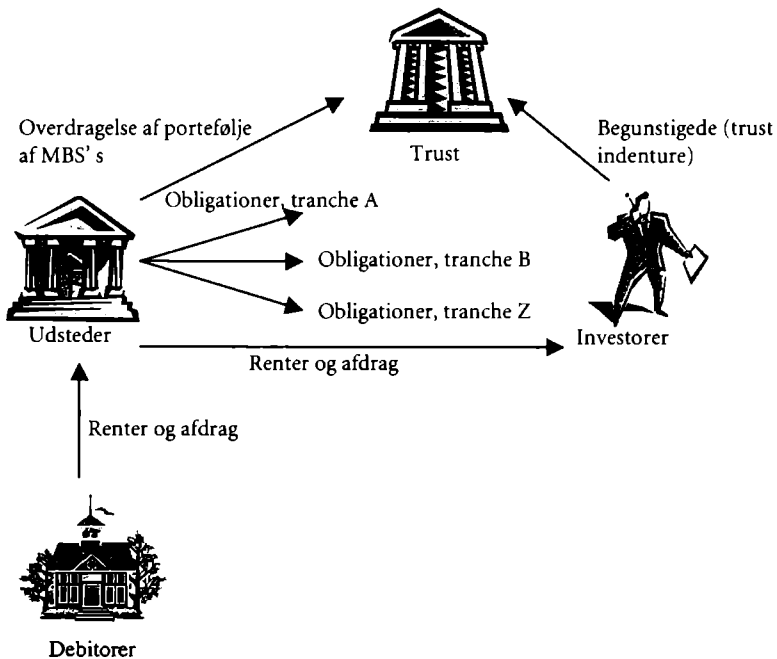 Trust
Overdragelse af portefølje
af MBS' s
Begunstigede (trust
indenture)
Obligationer, tranche A
Obligationer, tranche B
Obligationer, tranche Z
Udsteder
Investorer
Renter og afdrag
Renter og afdrag
Debitorer